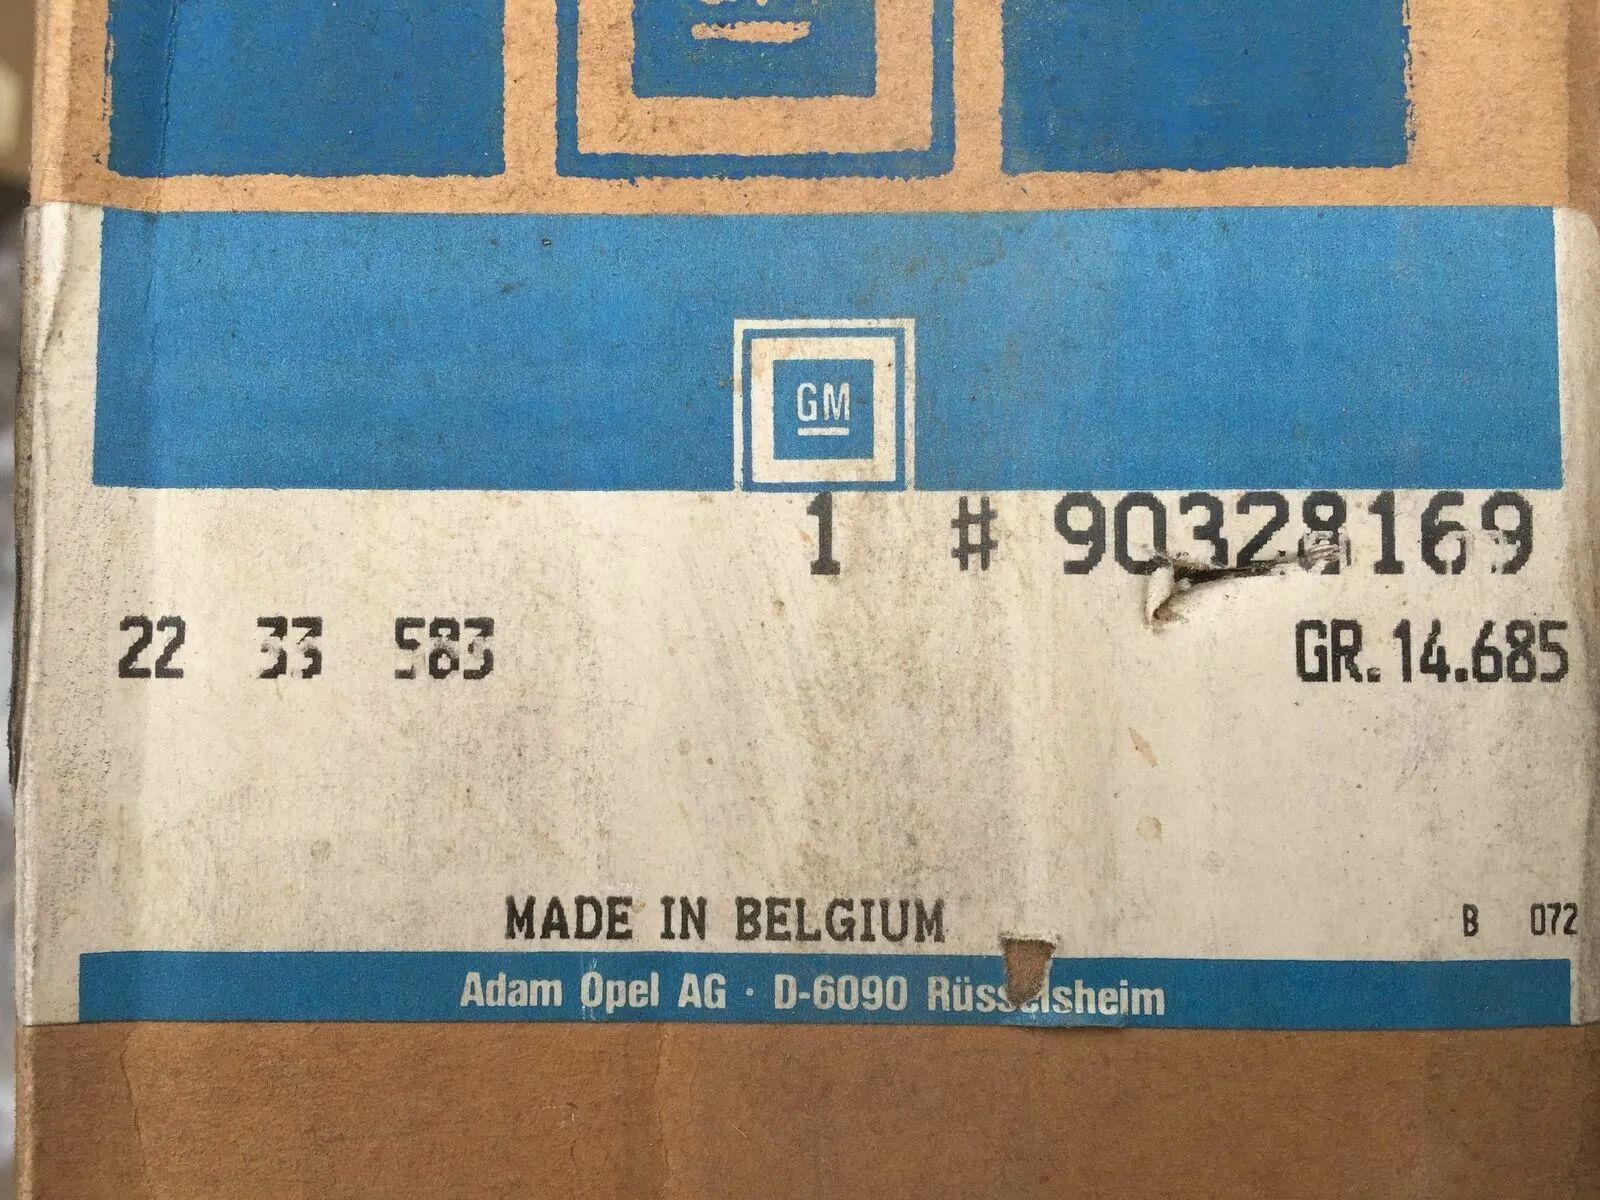 GM
1 # 90328169
22 33 583 GR.14.685
MADE IN BELGIUM B 072
Adam Opel AG · D-6090 Rüsselsheim